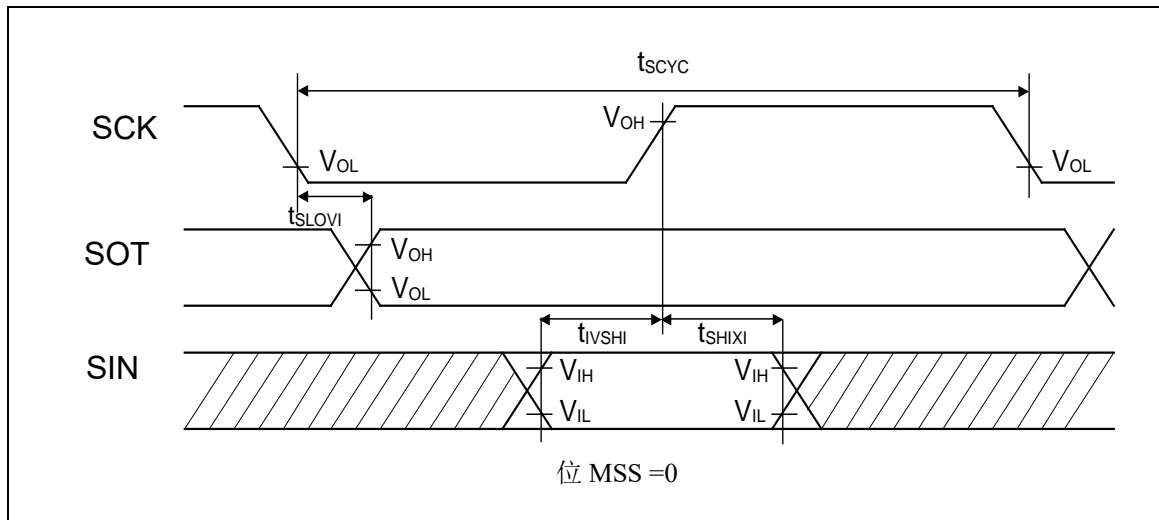 tSCYC
SCK
VOH
VOL
VOL
tSLOVI
SOT
VOH
VOL
tIVSHI
tSHIXI
SIN
VIH
VIH
VIL
VIL
位 MSS =0